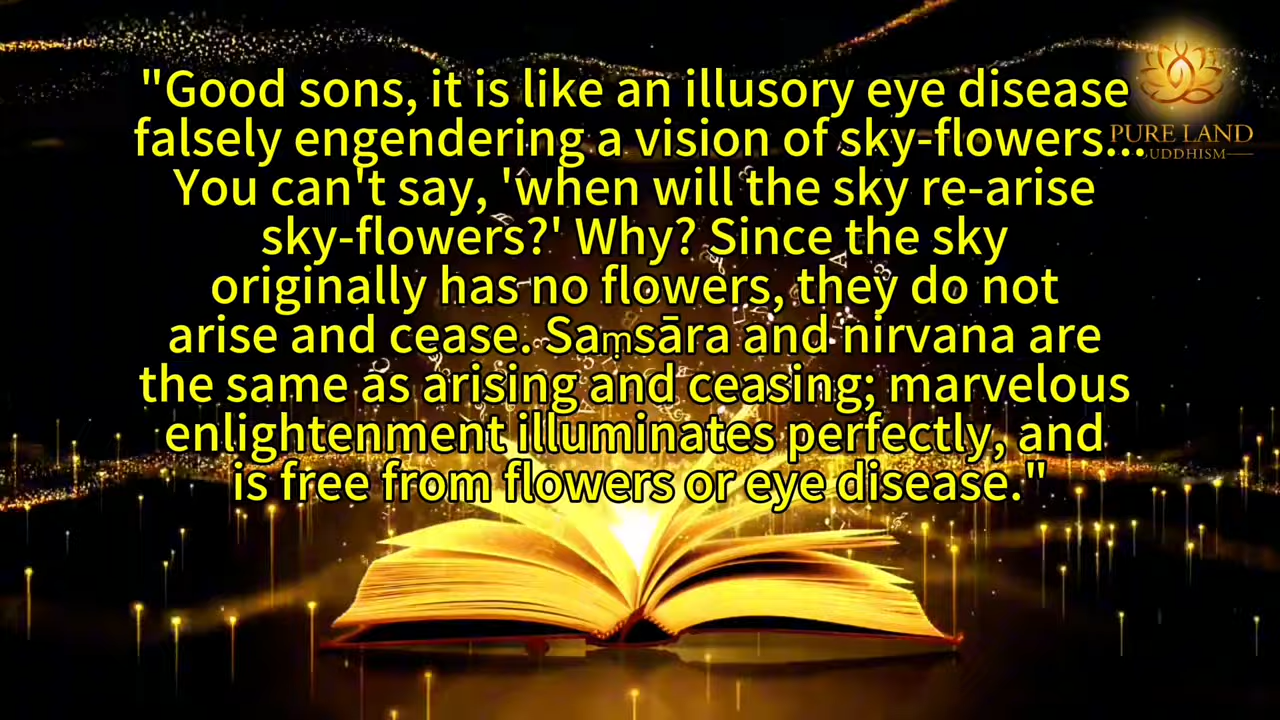 "Good sons, it is like an illusory eye disease
falsely engendering a vision of sky-flowers...
You can't say, 'when will the sky re-arise
sky-flowers?' Why? Since the sky
originally has no flowers, they do not
arise and cease. Saṃsāra and nirvana are
the same as arising and ceasing; marvelous
enlightenment illuminates perfectly, and
is free from flowers or eye disease."
PURE LAND
BUDDHISM